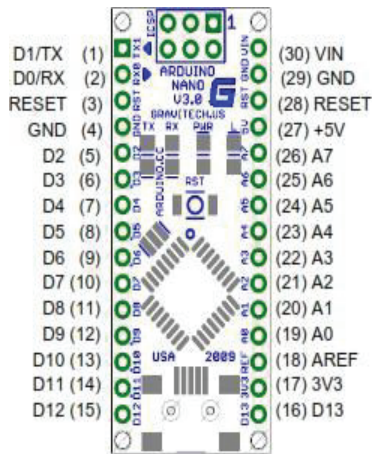 ICSP
1
D1/TX (1) TX1 VIN (30) VIN
D0/RX (2) RX0 GND (29) GND
RESET (3) RST RST (28) RESET
GND (4) GND 5V (27) +5V
D2 (5) D2 A7 (26) A7
D3 (6) D3 A6 (25) A6
D4 (7) D4 A5 (24) A5
D5 (8) D5 A4 (23) A4
D6 (9) D6 A3 (22) A3
D7 (10) D7 A2 (21) A2
D8 (11) D8 A1 (20) A1
D9 (12) D9 A0 (19) A0
D10 (13) D10 REF (18) AREF
D11 (14) D11 3V3 (17) 3V3
D12 (15) D12 D13 (16) D13
ARDUINO
NANO
V3.0
G
GRAVITECH.US
TX RX PWR L
ARDUINO.CC
RST
USA 2009